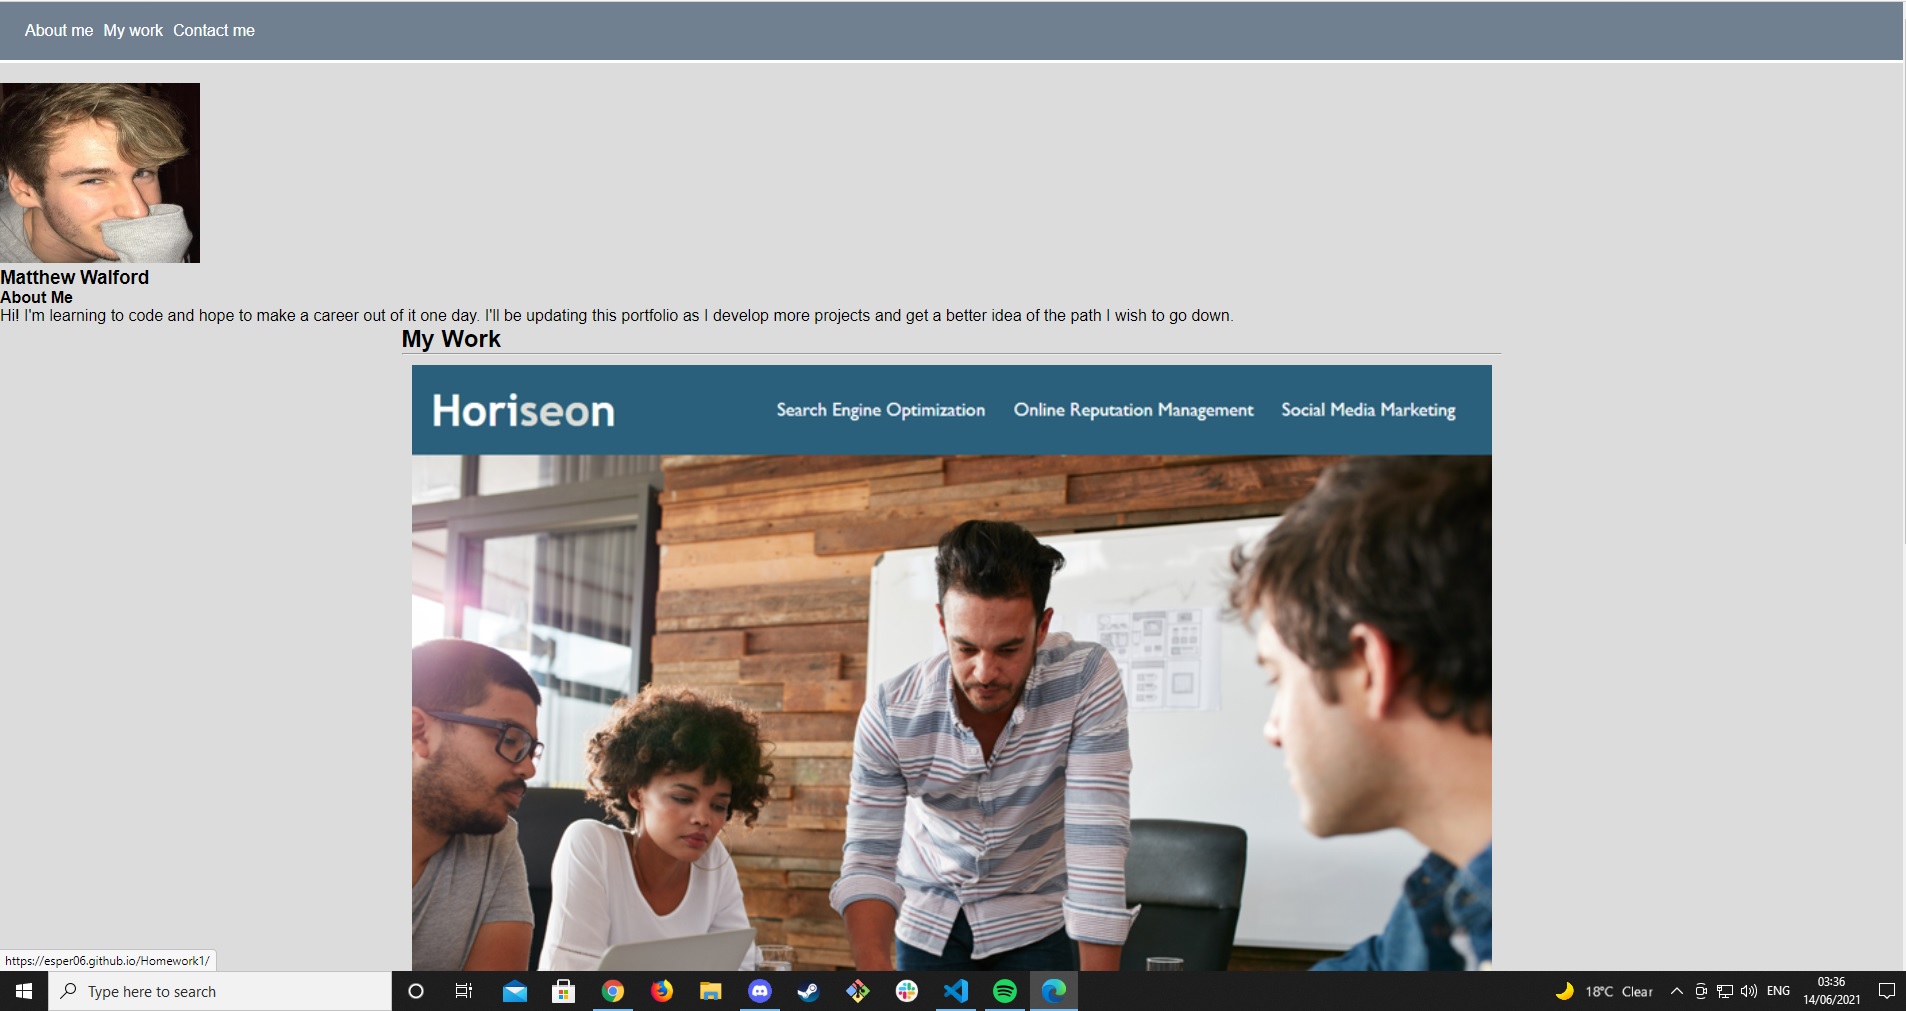 About me My work Contact me
Matthew Walford
About Me
Hi! I'm learning to code and hope to make a career out of it one day. I'll be updating this portfolio as I develop more projects and get a better idea of the path I wish to go down.
My Work
Horiseon Search Engine Optimization Online Reputation Management Social Media Marketing
https://esper06.github.io/Homework1/
Type here to search
18°C Clear
ENG
03:36
14/06/2021